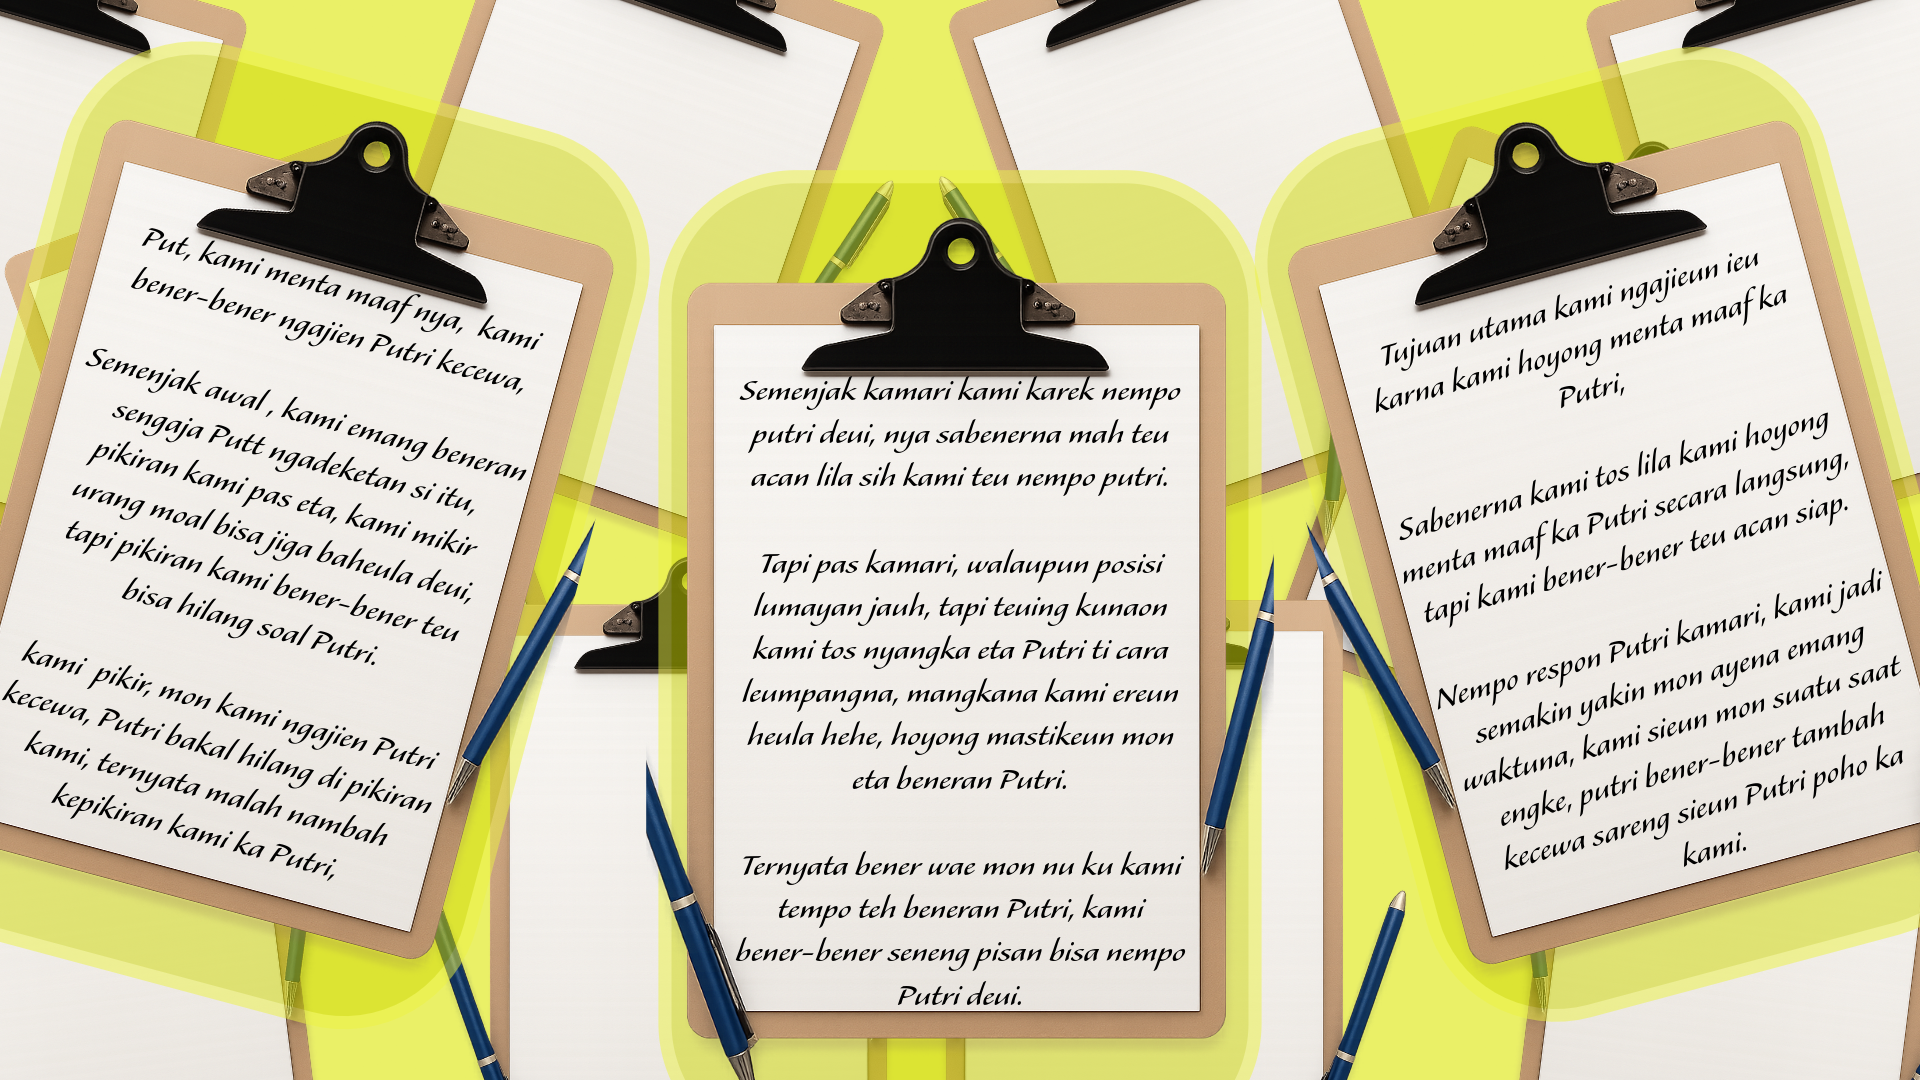 Put, kami menta maaf nya,  kami
bener-bener ngajien Putri kecewa,
Semenjak awal , kami emang beneran
sengaja Putt ngadeketan si itu,
pikiran kami pas eta, kami mikir
urang moal bisa jiga baheula deui,
tapi pikiran kami bener-bener teu
bisa hilang soal Putri.
kami  pikir, mon kami ngajien Putri
kecewa, Putri bakal hilang di pikiran
kami, ternyata malah nambah
kepikiran kami ka Putri,
Semenjak kamari kami karek nempo
putri deui, nya sabenerna mah teu
acan lila sih kami teu nempo putri.
Tapi pas kamari, walaupun posisi
lumayan jauh, tapi teuing kunaon
kami tos nyangka eta Putri ti cara
leumpangna, mangkana kami ereun
heula hehe, hoyong mastikeun mon
eta beneran Putri.
Ternyata bener wae mon nu ku kami
tempo teh beneran Putri, kami
bener-bener seneng pisan bisa nempo
Putri deui.
Tujuan utama kami ngajieun ieu
karna kami hoyong menta maaf ka
Putri,
Sabenerna kami tos lila kami hoyong
menta maaf ka Putri secara langsung,
tapi kami bener-bener teu acan siap.
Nempo respon Putri kamari, kami jadi
semakin yakin mon ayena emang
waktuna, kami sieun mon suatu saat
engke, putri bener-bener tambah
kecewa sareng sieun Putri poho ka
kami.